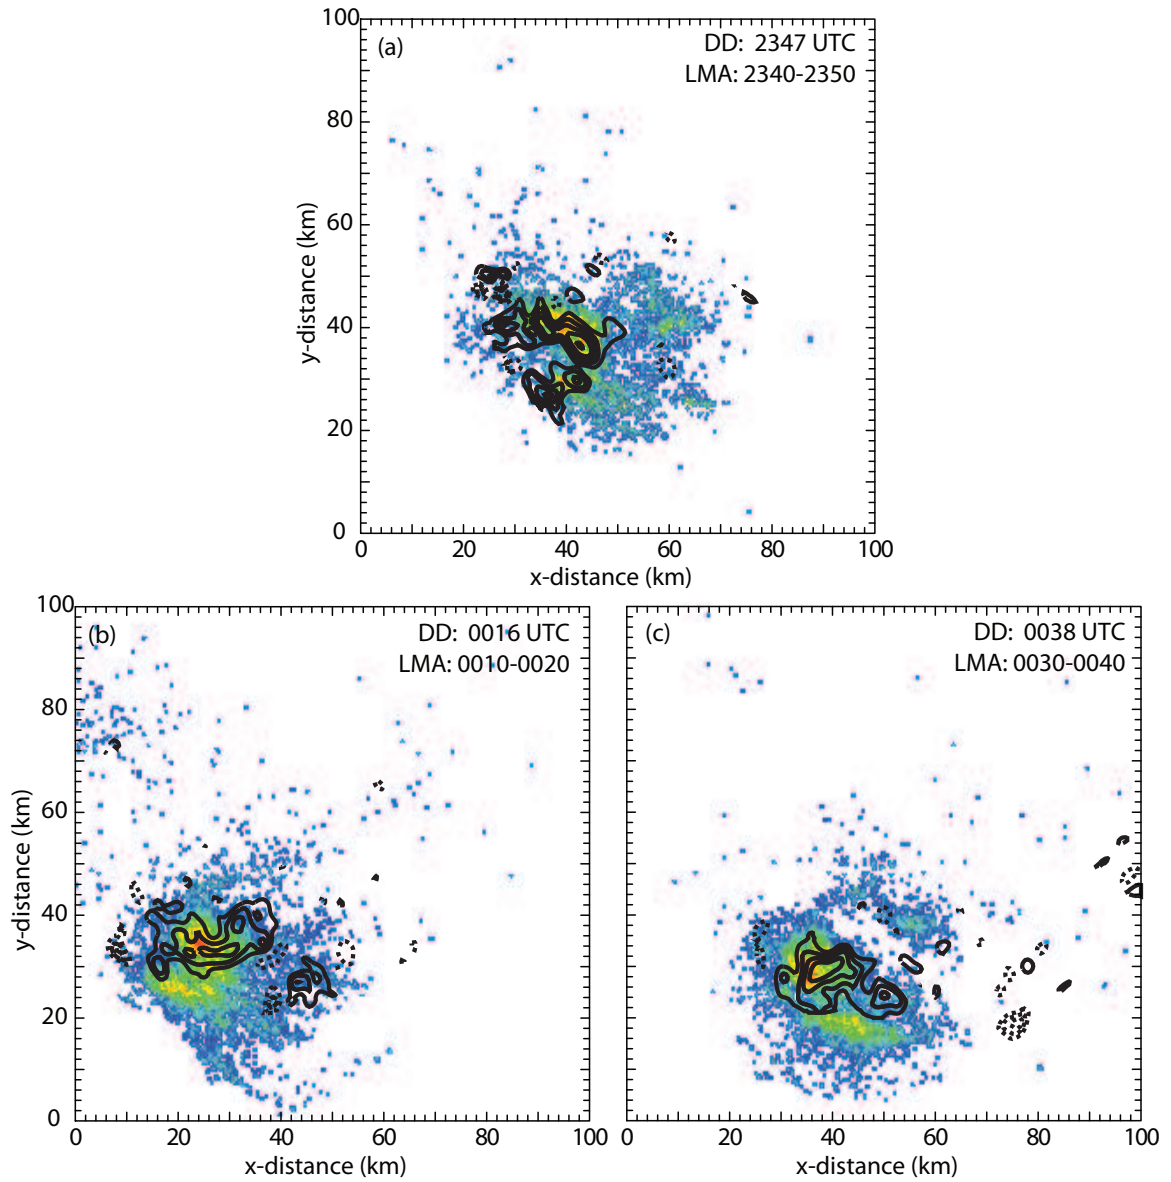 (a)
DD: 2347 UTC
LMA: 2340-2350
100
80
60
40
20
0
y-distance (km)
0 20 40 60 80 100
x-distance (km)
(b)
DD: 0016 UTC
LMA: 0010-0020
100
80
60
40
20
0
y-distance (km)
0 20 40 60 80 100
x-distance (km)
(c)
DD: 0038 UTC
LMA: 0030-0040
0 20 40 60 80 100
x-distance (km)